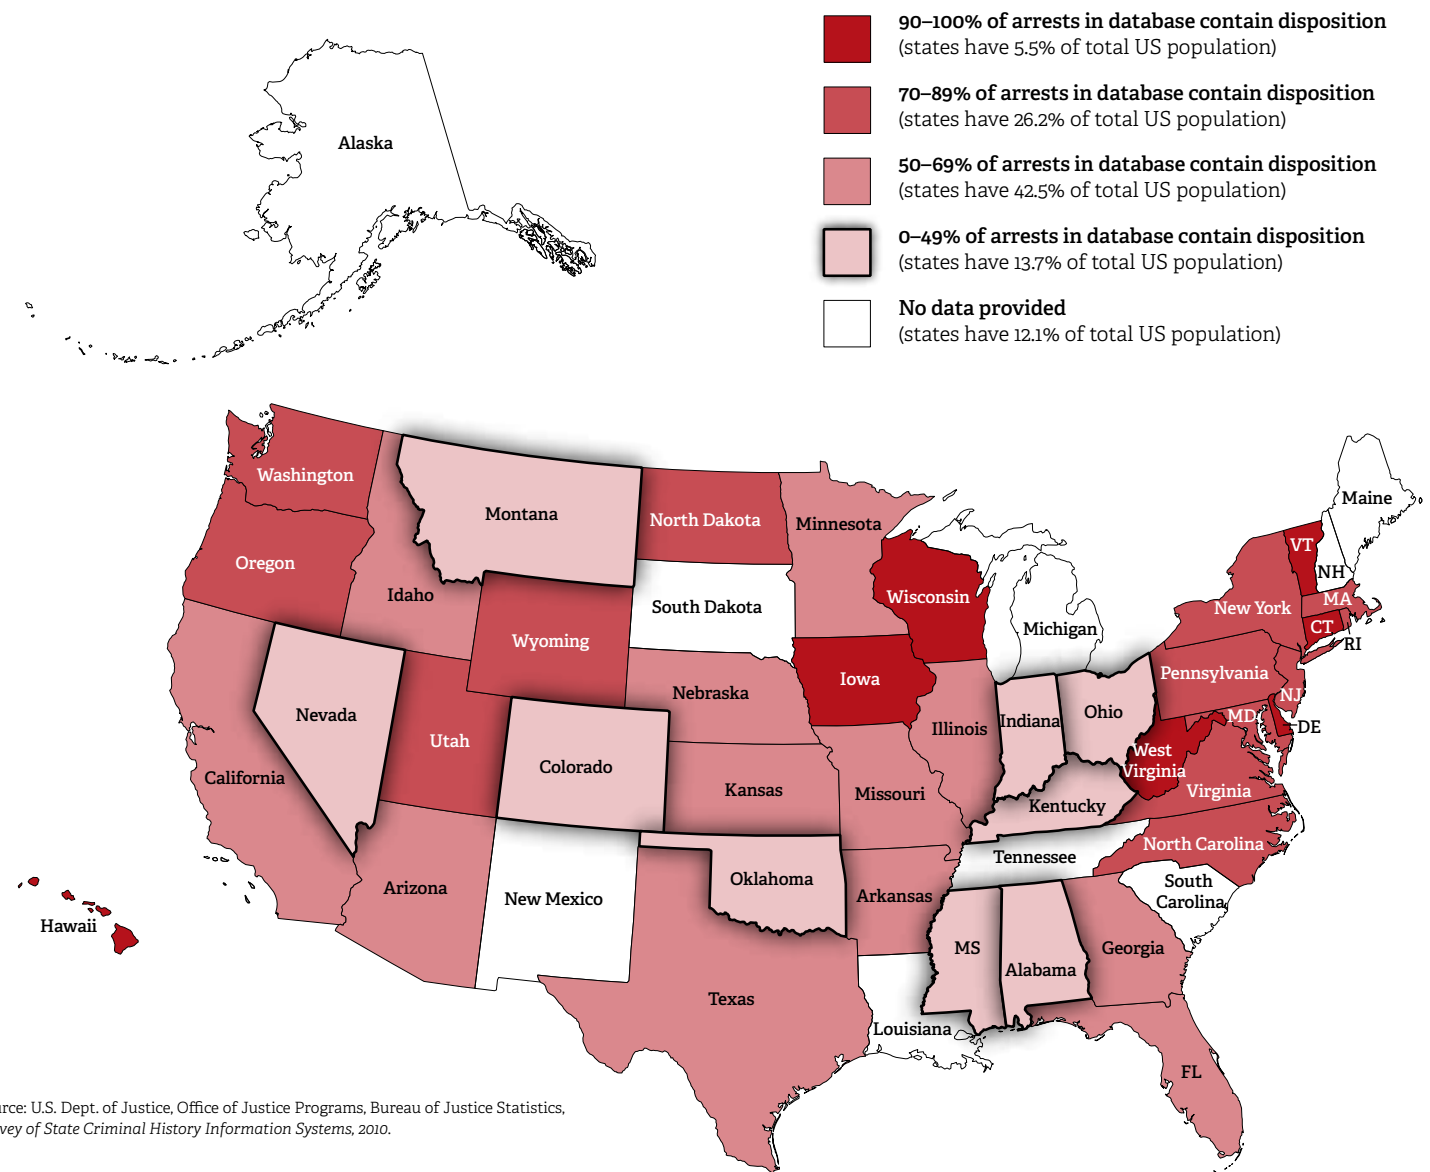 90–100% of arrests in database contain disposition
(states have 5.5% of total US population)
70–89% of arrests in database contain disposition
(states have 26.2% of total US population)
50–69% of arrests in database contain disposition
(states have 42.5% of total US population)
0–49% of arrests in database contain disposition
(states have 13.7% of total US population)
No data provided
(states have 12.1% of total US population)
Alaska
Washington
Montana
North Dakota
Minnesota
Maine
Oregon
Idaho
Wisconsin
VT
NH
South Dakota
Michigan
New York
MA
CT
RI
Wyoming
Iowa
Pennsylvania
NJ
Nebraska
Nevada
Utah
Colorado
Illinois
Indiana
Ohio
MD
DE
West
Virginia
Virginia
California
Kansas
Missouri
Kentucky
North Carolina
Tennessee
Arizona
New Mexico
Oklahoma
Arkansas
South
Carolina
Hawaii
MS
Alabama
Georgia
Texas
Louisiana
FL
urce: U.S. Dept. of Justice, Office of Justice Programs, Bureau of Justice Statistics,
vey of State Criminal History Information Systems, 2010.